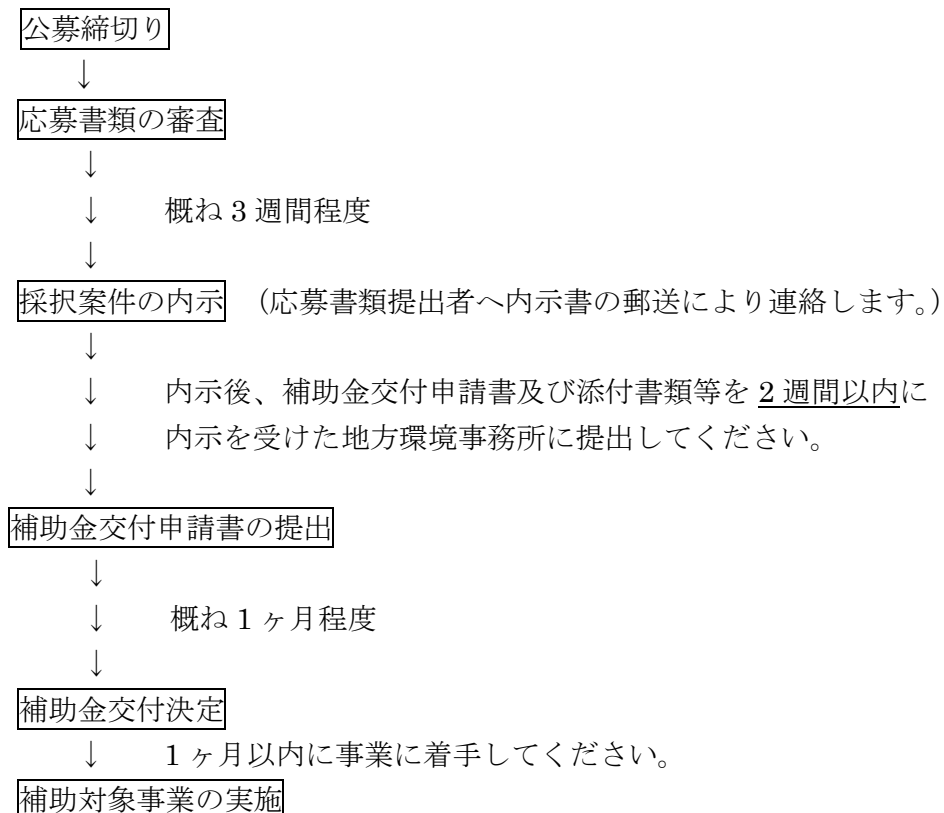 公募締切り
↓
応募書類の審査
↓
↓ 概ね3週間程度
↓
採択案件の内示 （応募書類提出者へ内示書の郵送により連絡します。）
↓
↓ 内示後、補助金交付申請書及び添付書類等を2週間以内に
↓ 内示を受けた地方環境事務所に提出してください。
↓
補助金交付申請書の提出
↓
↓ 概ね1ヶ月程度
↓
補助金交付決定
↓ 1ヶ月以内に事業に着手してください。
補助対象事業の実施